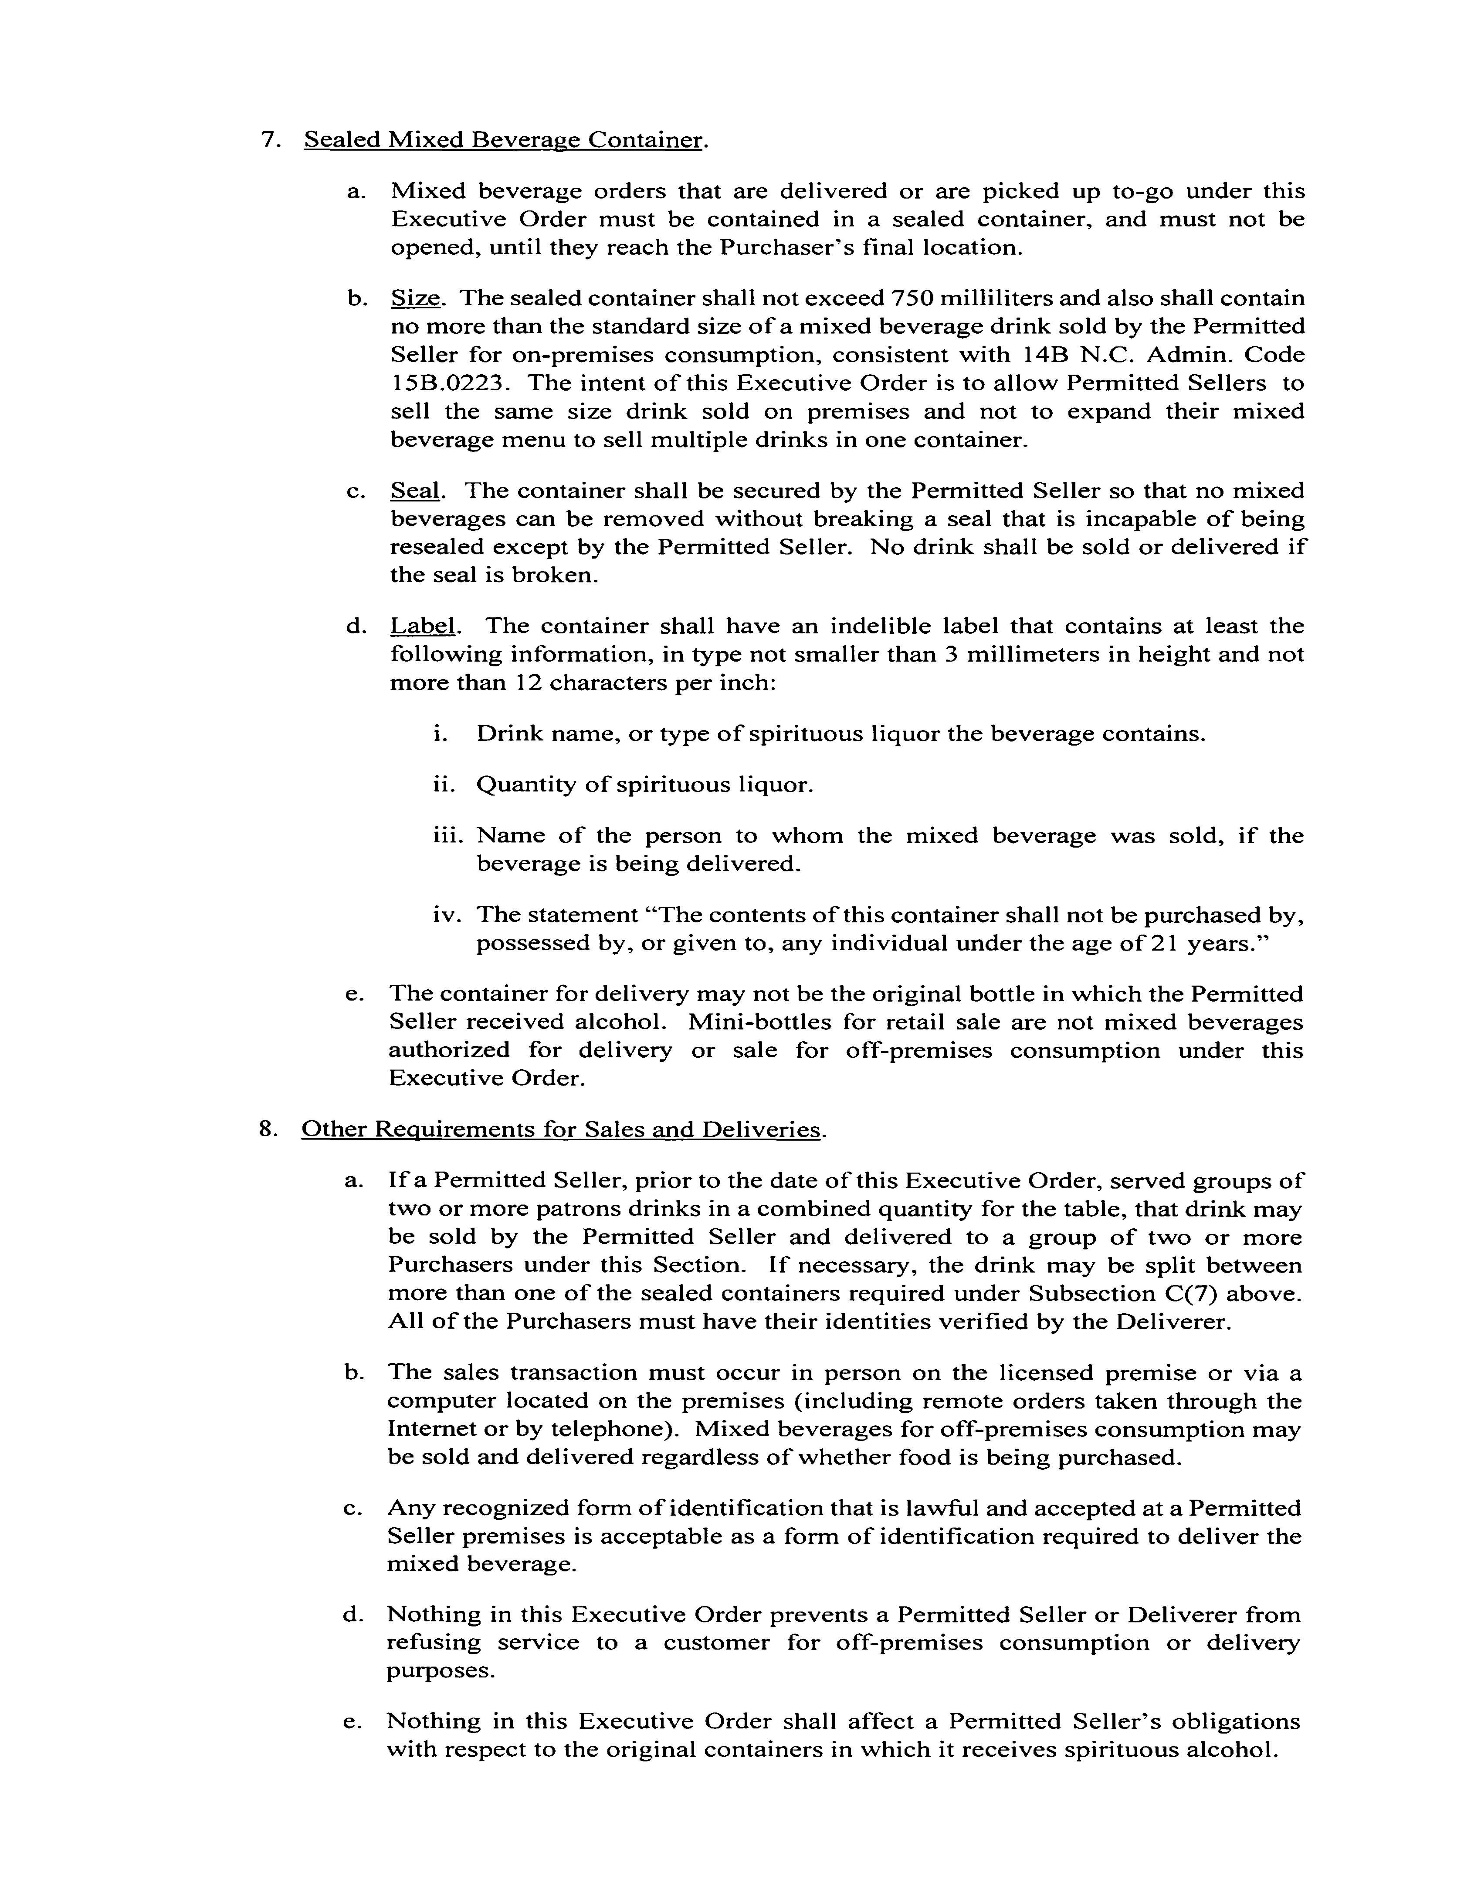 7. Sealed Mixed Beverage Container.
a. Mixed beverage orders that are delivered or are picked up to-go under this
Executive Order must be contained in a sealed container, and must not be
opened, until they reach the Purchaser's final location.
b. Size. The sealed container shall not exceed 750 milliliters and also shall contain
no more than the standard size of a mixed beverage drink sold by the Permitted
Seller for on-premises consumption, consistent with 14B N.C. Admin. Code
15B.0223. The intent of this Executive Order is to allow Permitted Sellers to
sell the same size drink sold on premises and not to expand their mixed
beverage menu to sell multiple drinks in one container.
c. Seal. The container shall be secured by the Permitted Seller so that no mixed
beverages can be removed without breaking a seal that is incapable of being
resealed except by the Permitted Seller. No drink shall be sold or delivered if
the seal is broken.
d. Label. The container shall have an indelible label that contains at least the
following information, in type not smaller than 3 millimeters in height and not
more than 12 characters per inch:
i. Drink name, or type of spirituous liquor the beverage contains.
ii. Quantity of spirituous liquor.
iii. Name of the person to whom the mixed beverage was sold, if the
beverage is being delivered.
iv. The statement “The contents of this container shall not be purchased by,
possessed by, or given to, any individual under the age of 21 years.”
e. The container for delivery may not be the original bottle in which the Permitted
Seller received alcohol. Mini-bottles for retail sale are not mixed beverages
authorized for delivery or sale for off-premises consumption under this
Executive Order.
8. Other Requirements for Sales and Deliveries.
a. If a Permitted Seller, prior to the date of this Executive Order, served groups of
two or more patrons drinks in a combined quantity for the table, that drink may
be sold by the Permitted Seller and delivered to a group of two or more
Purchasers under this Section. If necessary, the drink may be split between
more than one of the sealed containers required under Subsection C(7) above.
All of the Purchasers must have their identities verified by the Deliverer.
b. The sales transaction must occur in person on the licensed premise or via a
computer located on the premises (including remote orders taken through the
Internet or by telephone). Mixed beverages for off-premises consumption may
be sold and delivered regardless of whether food is being purchased.
c. Any recognized form of identification that is lawful and accepted at a Permitted
Seller premises is acceptable as a form of identification required to deliver the
mixed beverage.
d. Nothing in this Executive Order prevents a Permitted Seller or Deliverer from
refusing service to a customer for off-premises consumption or delivery
purposes.
e. Nothing in this Executive Order shall affect a Permitted Seller's obligations
with respect to the original containers in which it receives spirituous alcohol.